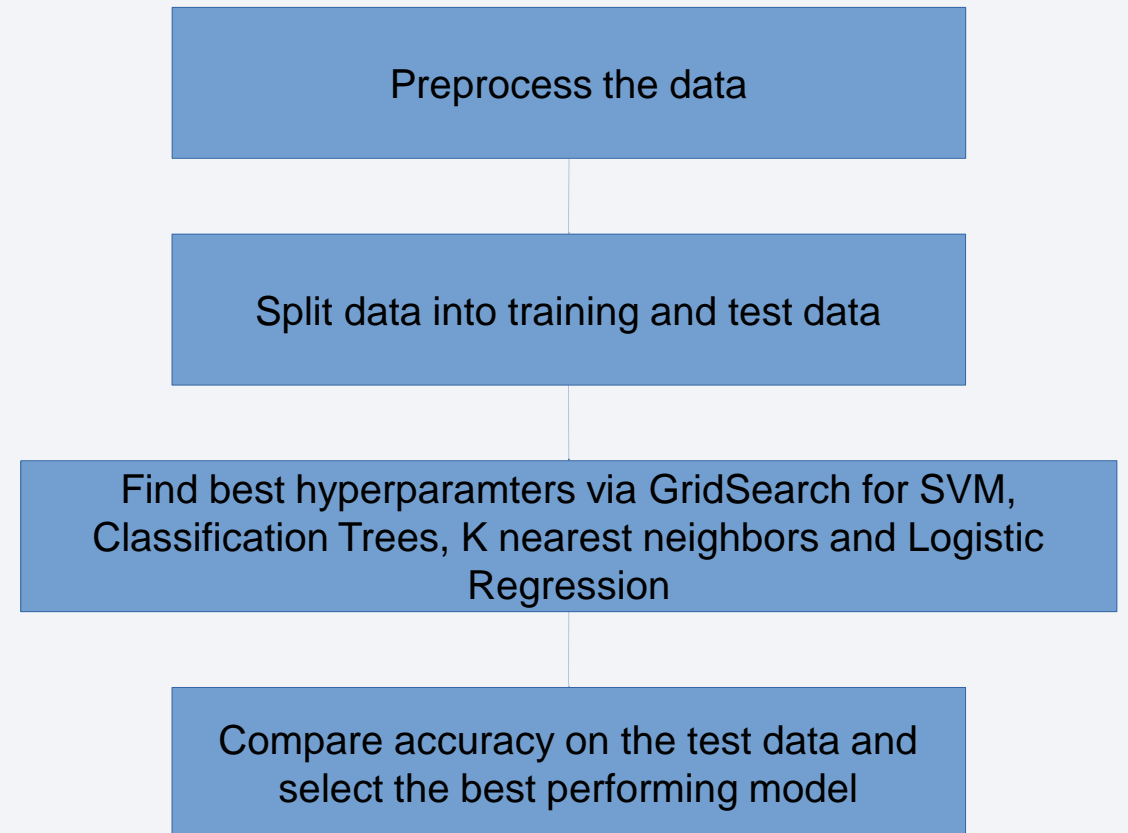 Preprocess the data
Split data into training and test data
Find best hyperparamters via GridSearch for SVM,
Classification Trees, K nearest neighbors and Logistic
Regression
Compare accuracy on the test data and
select the best performing model